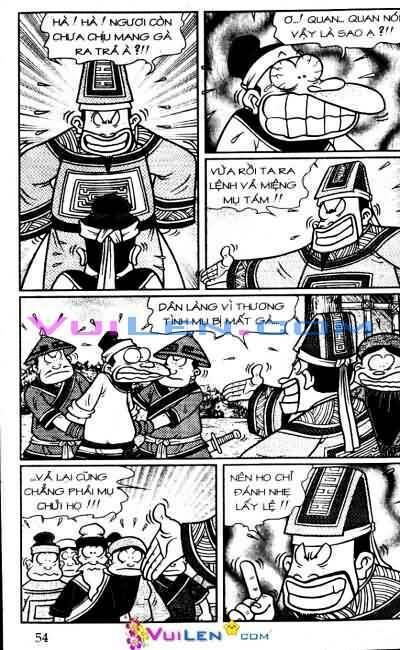 HÀ! HÀ! NGƯƠI CÒN
CHƯA CHỊU MANG GÀ
RA TRẢ À?!!
Ơ..! QUAN... QUAN NÓI
VẬY LÀ SAO Ạ?!!
VỪA RỒI TA RA
LỆNH VẢ MIỆNG
MỤ TÁM!!
DÂN LÀNG VÌ THƯƠNG
TÌNH MỤ BỊ MẤT GÀ...
VUILEN.COM
...VẢ LẠI CŨNG
CHẲNG PHẢI MỤ
CHỬI HỌ!!!
NÊN HỌ CHỈ
ĐÁNH NHẸ
LẤY LỆ!!!
54
VUILEN.COM